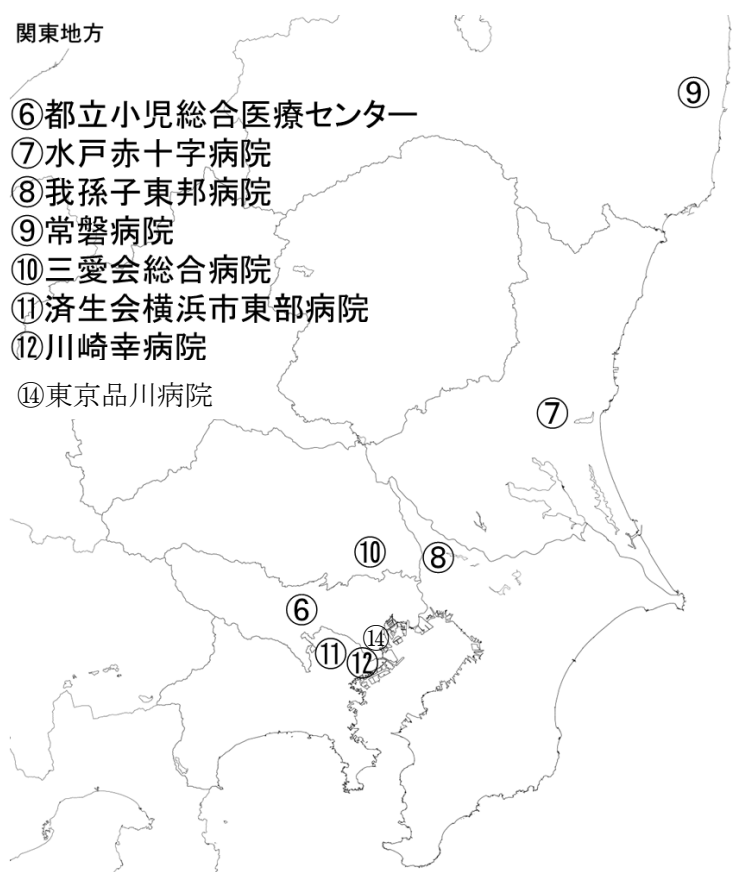 関東地方
⑥都立小児総合医療センター
⑦水戸赤十字病院
⑧我孫子東邦病院
⑨常磐病院
⑩三愛会総合病院
⑪済生会横浜市東部病院
⑫川崎幸病院
⑭東京品川病院
⑨
⑦
⑩
⑧
⑥
⑭
⑪
⑫